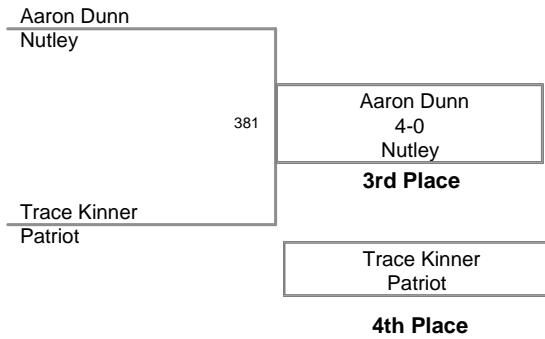 Aaron Dunn
Nutley
381
Aaron Dunn
4-0
Nutley
3rd Place
Trace Kinner
Patriot
Trace Kinner
Patriot
4th Place